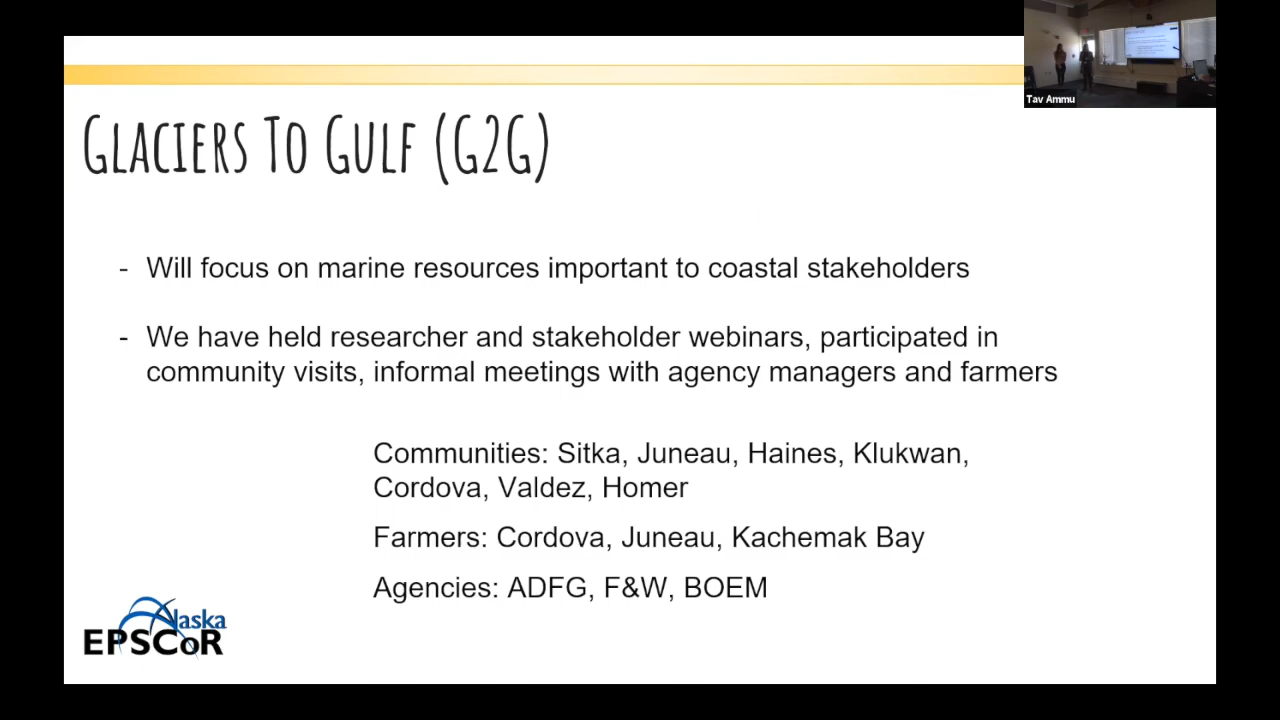 Tav Ammu
GLACIERS TO GULF (G2G)
- Will focus on marine resources important to coastal stakeholders
- We have held researcher and stakeholder webinars, participated in
community visits, informal meetings with agency managers and farmers
Communities: Sitka, Juneau, Haines, Klukwan,
Cordova, Valdez, Homer
Farmers: Cordova, Juneau, Kachemak Bay
Agencies: ADFG, F&W, BOEM
Alaska
EPSCoR